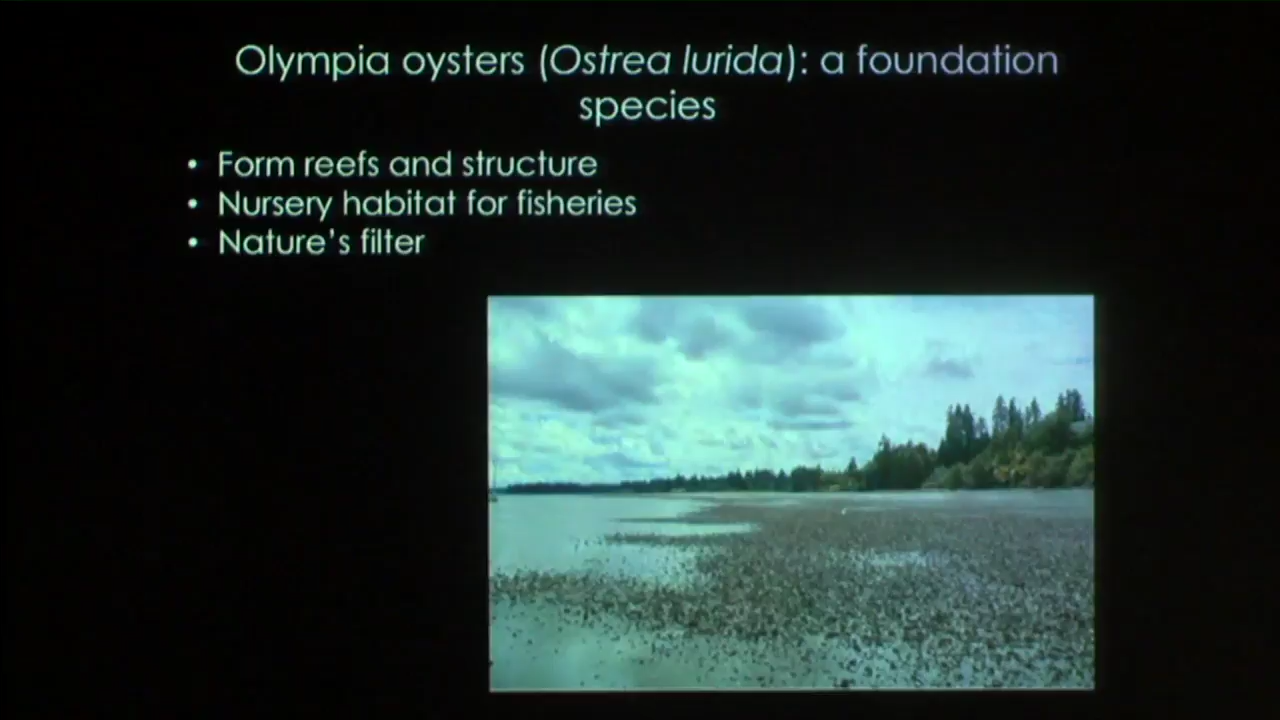 Olympia oysters (Ostrea lurida): a foundation
species
• Form reefs and structure
• Nursery habitat for fisheries
• Nature's filter